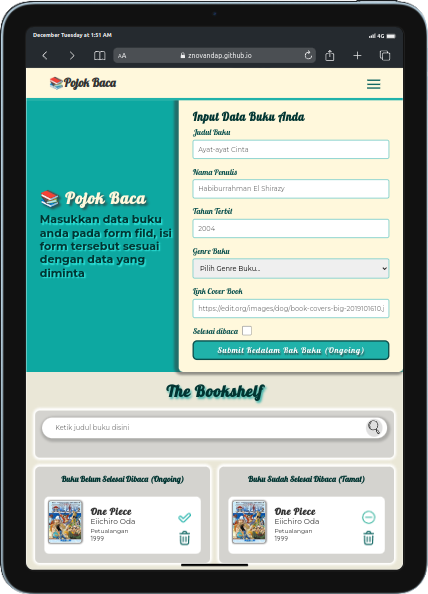 December Tuesday at 1:51 AM
4G
AA
znovandap.github.io
Pojok Baca
Pojok Baca
Masukkan data buku
anda pada form fild, isi
form tersebut sesuai
dengan data yang
diminta
Input Data Buku Anda
Judul Buku
Ayat-ayat Cinta
Nama Penulis
Habiburrahman El Shirazy
Tahun Terbit
2004
Genre Buku
Pilih Genre Buku...
Link Cover Book
https://edit.org/images/dog/book-covers-big-2019101610.j
Selesai dibaca
Submit Kedalam Rak Buku (Ongoing)
The Bookshelf
Ketik judul buku disini
Buku Belum Selesai Dibaca (Ongoing)
One Piece
Eiichiro Oda
Petualangan
1999
Buku Sudah Selesai Dibaca (Tamat)
One Piece
Eiichiro Oda
Petualangan
1999